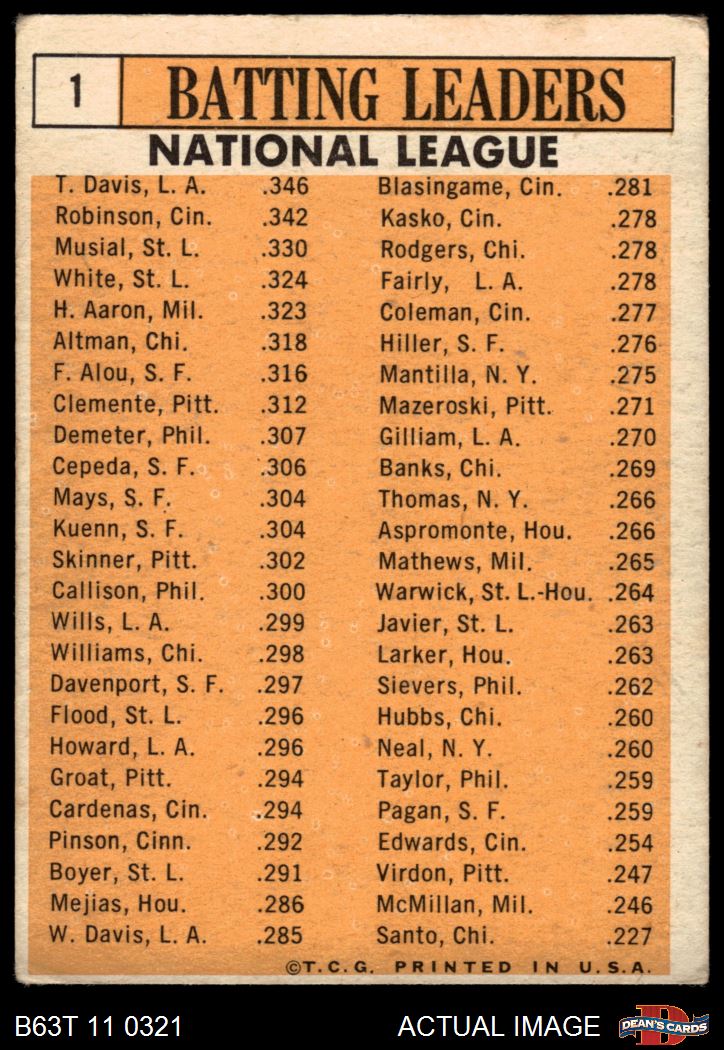 1 BATTING LEADERS
NATIONAL LEAGUE
T. Davis, L. A. .346
Robinson, Cin. .342
Musial, St. L. .330
White, St. L. .324
H. Aaron, Mil. .323
Altman, Chi. .318
F. Alou, S. F. .316
Clemente, Pitt. .312
Demeter, Phil. .307
Cepeda, S. F. .306
Mays, S. F. .304
Kuenn, S. F. .304
Skinner, Pitt. .302
Callison, Phil. .300
Wills, L. A. .299
Williams, Chi. .298
Davenport, S. F. .297
Flood, St. L. .296
Howard, L. A. .296
Groat, Pitt. .294
Cardenas, Cin. .294
Pinson, Cinn. .292
Boyer, St. L. .291
Mejias, Hou. .286
W. Davis, L. A. .285
Blasingame, Cin. .281
Kasko, Cin. .278
Rodgers, Chi. .278
Fairly, L. A. .278
Coleman, Cin. .277
Hiller, S. F. .276
Mantilla, N. Y. .275
Mazeroski, Pitt. .271
Gilliam, L. A. .270
Banks, Chi. .269
Thomas, N. Y. .266
Aspromonte, Hou. .266
Mathews, Mil. .265
Warwick, St. L.-Hou. .264
Javier, St. L. .263
Larker, Hou. .263
Sievers, Phil. .262
Hubbs, Chi. .260
Neal, N. Y. .260
Taylor, Phil. .259
Pagan, S. F. .259
Edwards, Cin. .254
Virdon, Pitt. .247
McMillan, Mil. .246
Santo, Chi. .227
©T.C.G. PRINTED IN U.S.A.
B63T 11 0321 ACTUAL IMAGE D DEAN'S CARDS